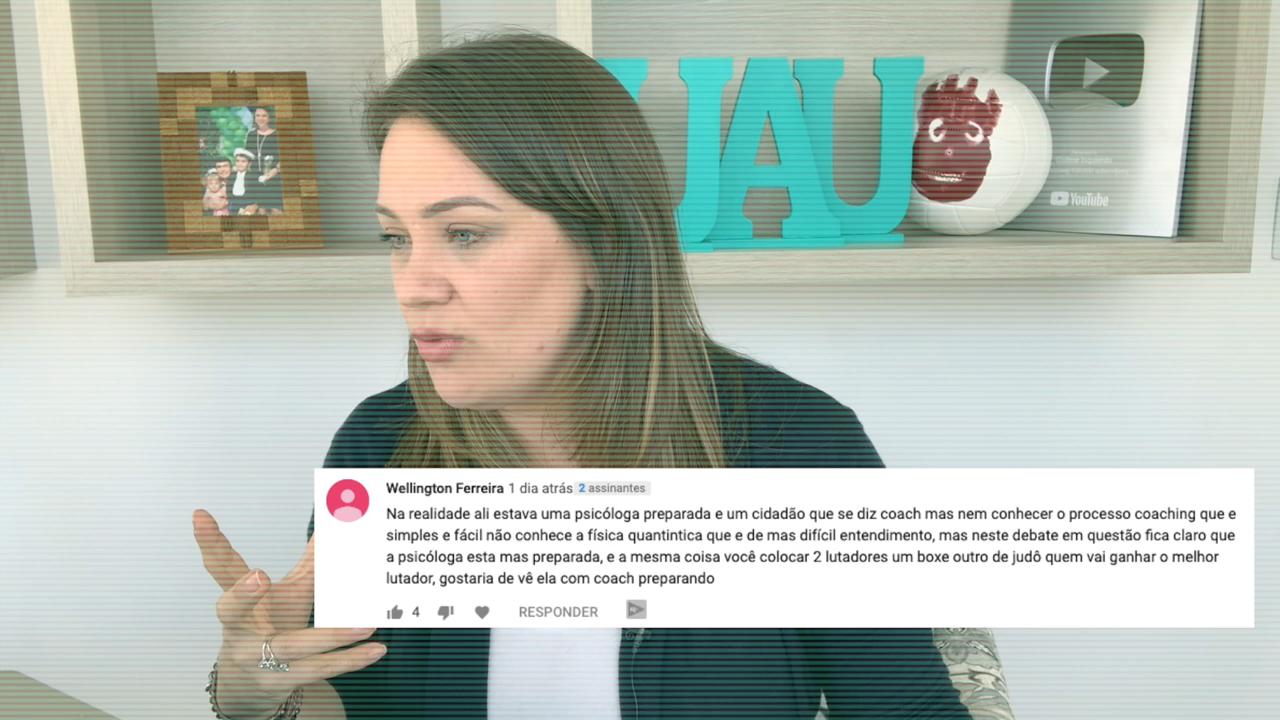 UAU
YouTube
Wellington Ferreira 1 dia atrás 2 assinantes
Na realidade ali estava uma psicóloga preparada e um cidadão que se diz coach mas nem conhecer o processo coaching que e
simples e fácil não conhece a física quantintica que e de mas difícil entendimento, mas neste debate em questão fica claro que
a psicóloga esta mas preparada, e a mesma coisa você colocar 2 lutadores um boxe outro de judô quem vai ganhar o melhor
lutador, gostaria de vê ela com coach preparando
4 RESPONDER